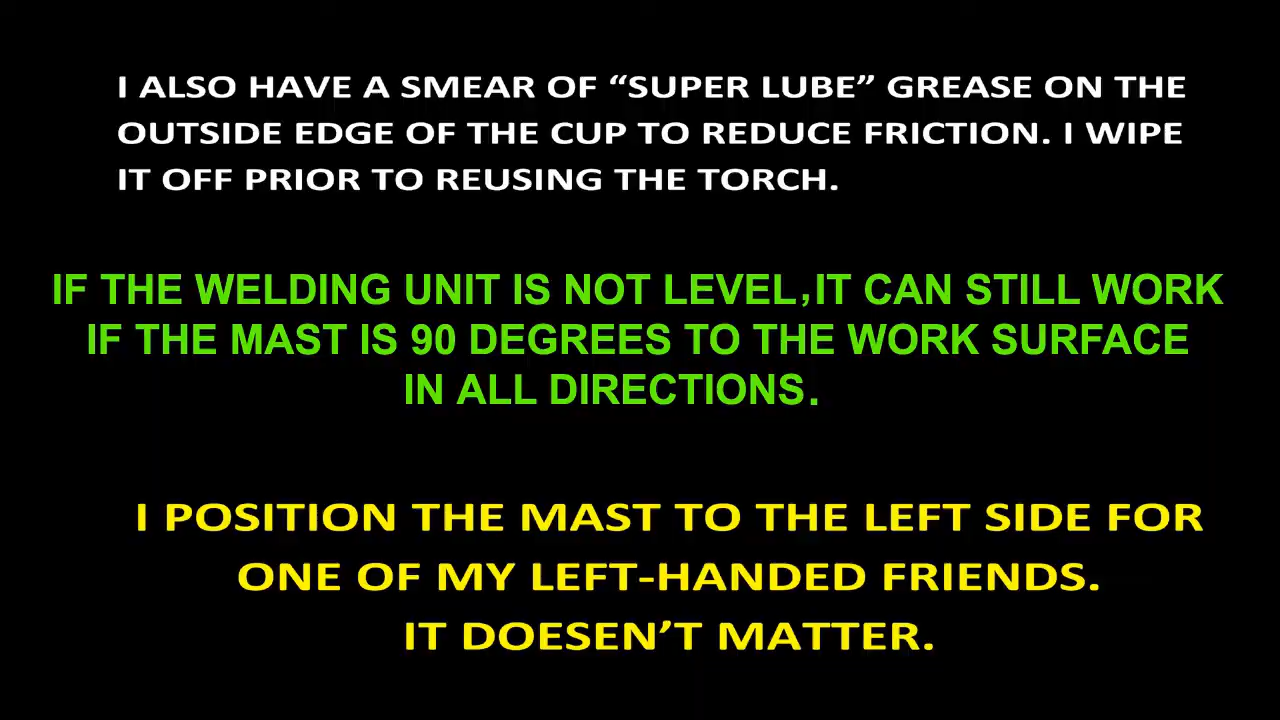 I ALSO HAVE A SMEAR OF “SUPER LUBE” GREASE ON THE
OUTSIDE EDGE OF THE CUP TO REDUCE FRICTION. I WIPE
IT OFF PRIOR TO REUSING THE TORCH.
IF THE WELDING UNIT IS NOT LEVEL,IT CAN STILL WORK
IF THE MAST IS 90 DEGREES TO THE WORK SURFACE
IN ALL DIRECTIONS.
I POSITION THE MAST TO THE LEFT SIDE FOR
ONE OF MY LEFT-HANDED FRIENDS.
IT DOESEN’T MATTER.